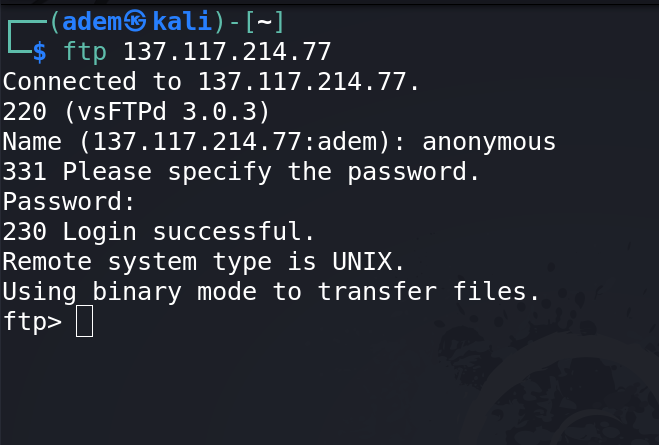 ┌──(adem㉿kali)-[~]
└─$ ftp 137.117.214.77
Connected to 137.117.214.77.
220 (vsFTPd 3.0.3)
Name (137.117.214.77:adem): anonymous
331 Please specify the password.
Password:
230 Login successful.
Remote system type is UNIX.
Using binary mode to transfer files.
ftp>